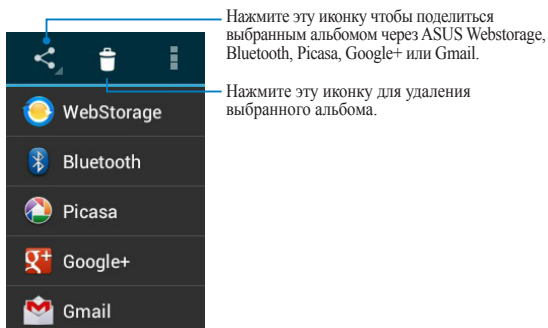 Нажмите эту иконку чтобы поделиться
выбранным альбомом через ASUS Webstorage,
Bluetooth, Picasa, Google+ или Gmail.
Нажмите эту иконку для удаления
выбранного альбома.
WebStorage
Bluetooth
Picasa
Google+
Gmail